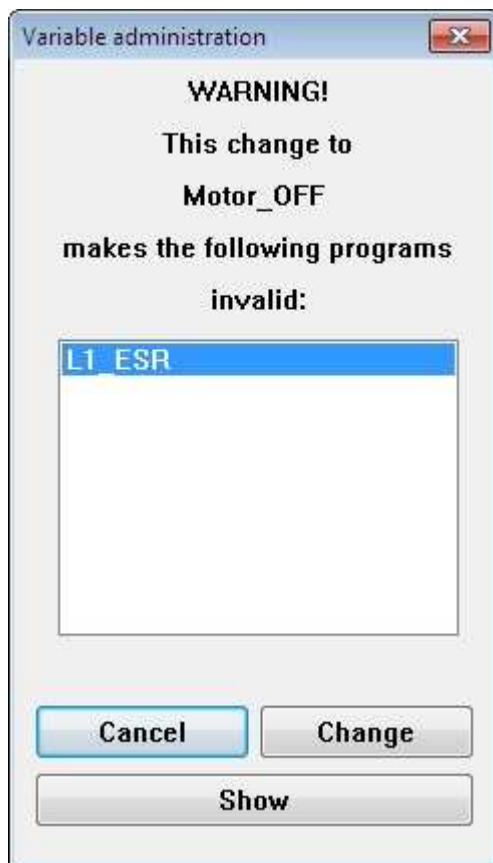 Variable administration
WARNING!
This change to
Motor_OFF
makes the following programs
invalid:
L1_ESR
Cancel
Change
Show